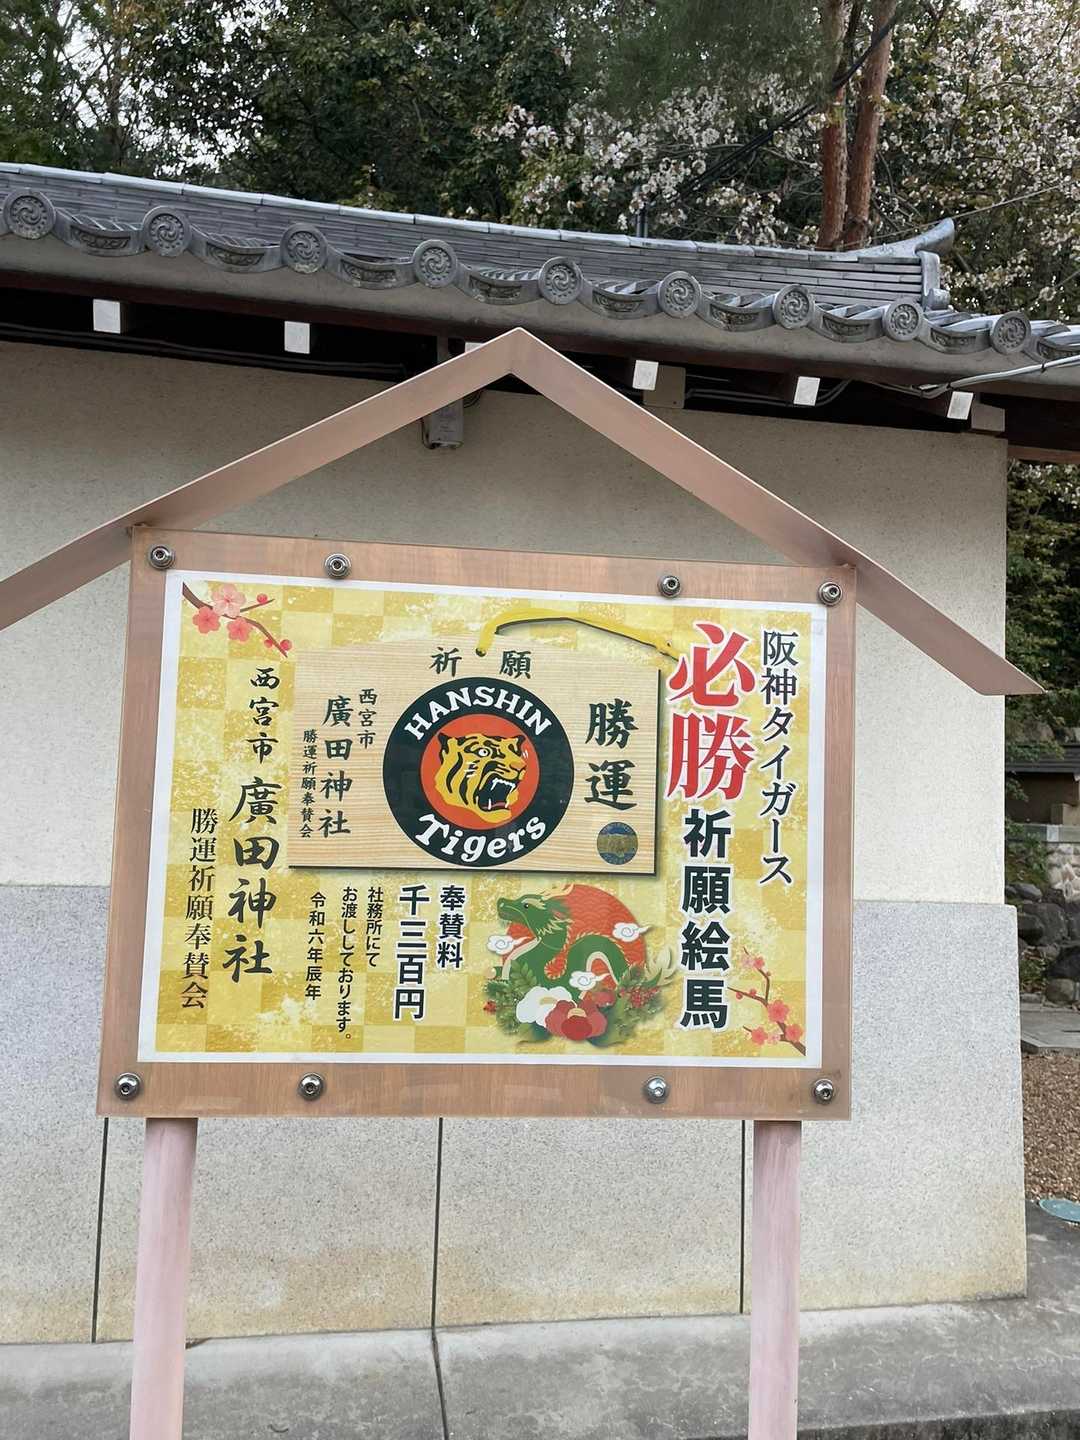 阪神タイガース
必勝祈願絵馬
祈願
勝運
HANSHIN
Tigers
西宮市
廣田神社
勝運祈願奉賛会
奉賛料
千三百円
社務所にて
お渡ししております。
令和六年辰年
西宮市 廣田神社
勝運祈願奉賛会